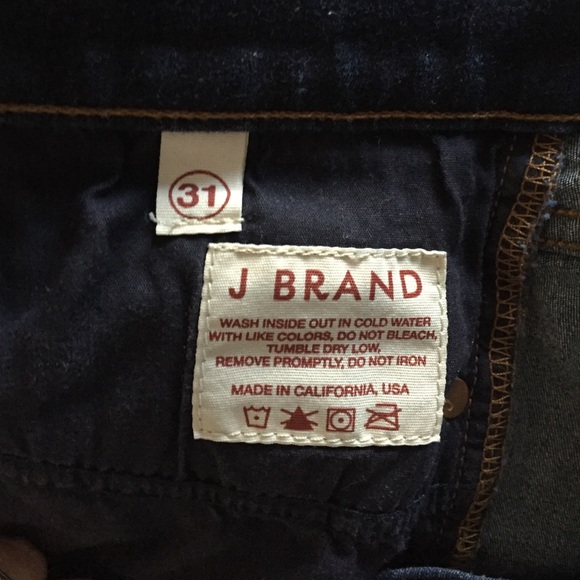 31
J BRAND
WASH INSIDE OUT IN COLD WATER
WITH LIKE COLORS, DO NOT BLEACH,
TUMBLE DRY LOW,
REMOVE PROMPTLY, DO NOT IRON
MADE IN CALIFORNIA, USA